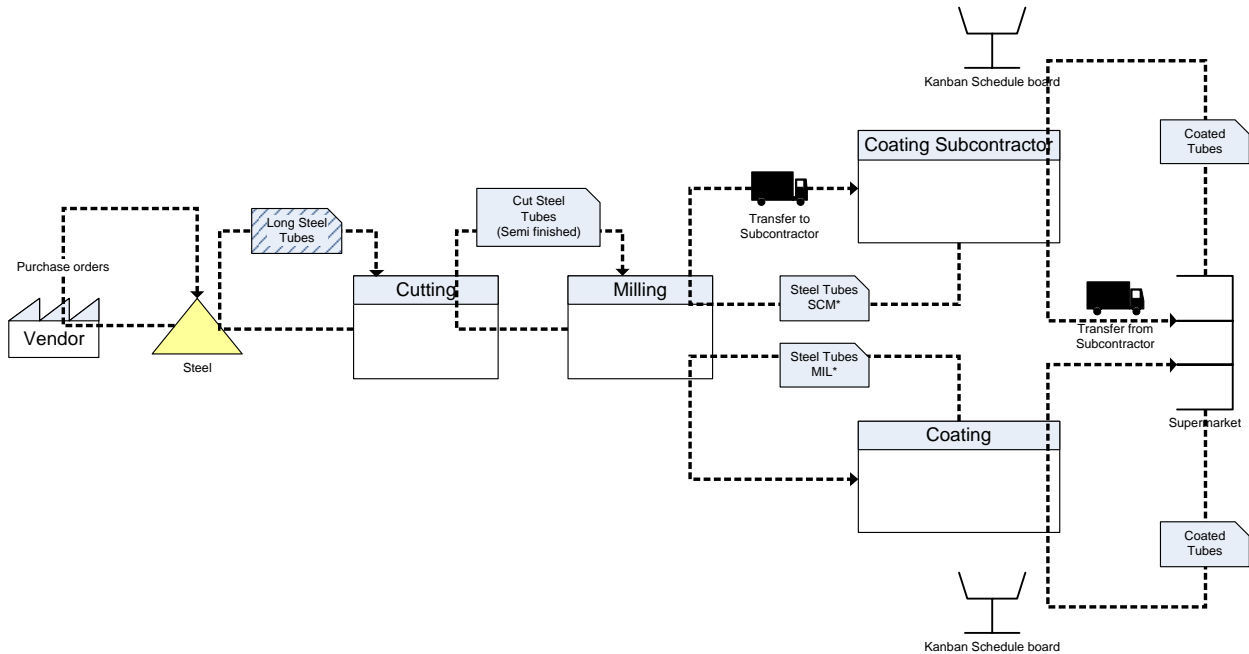 Kanban Schedule board
Coating Subcontractor
Coated
Tubes
Transfer to
Subcontractor
Cut Steel
Tubes
(Semi finished)
Long Steel
Tubes
Purchase orders
Vendor
Steel
Cutting
Milling
Steel Tubes
SCM*
Transfer from
Subcontractor
Steel Tubes
MIL*
Supermarket
Coating
Coated
Tubes
Kanban Schedule board